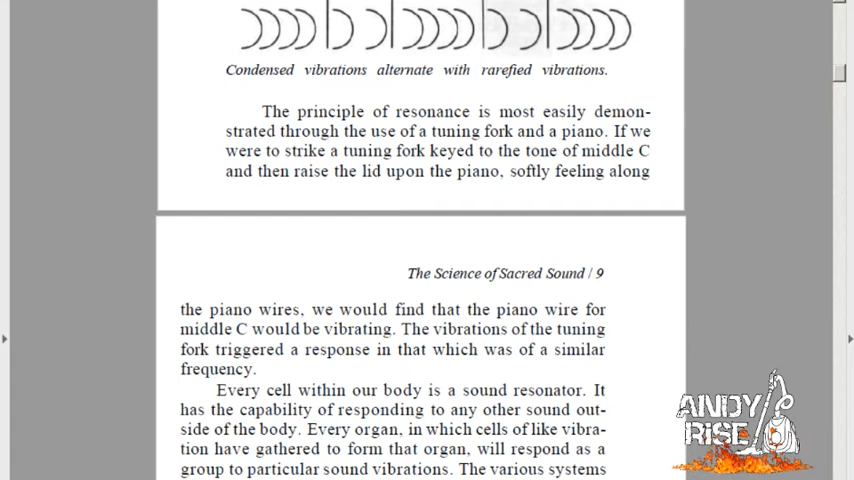 Condensed vibrations alternate with rarefied vibrations.
The principle of resonance is most easily demon-
strated through the use of a tuning fork and a piano. If we
were to strike a tuning fork keyed to the tone of middle C
and then raise the lid upon the piano, softly feeling along
The Science of Sacred Sound / 9
the piano wires, we would find that the piano wire for
middle C would be vibrating. The vibrations of the tuning
fork triggered a response in that which was of a similar
frequency.
Every cell within our body is a sound resonator. It
has the capability of responding to any other sound out-
side of the body. Every organ, in which cells of like vibra-
tion have gathered to form that organ, will respond as a
group to particular sound vibrations. The various systems
ANDY
RISE